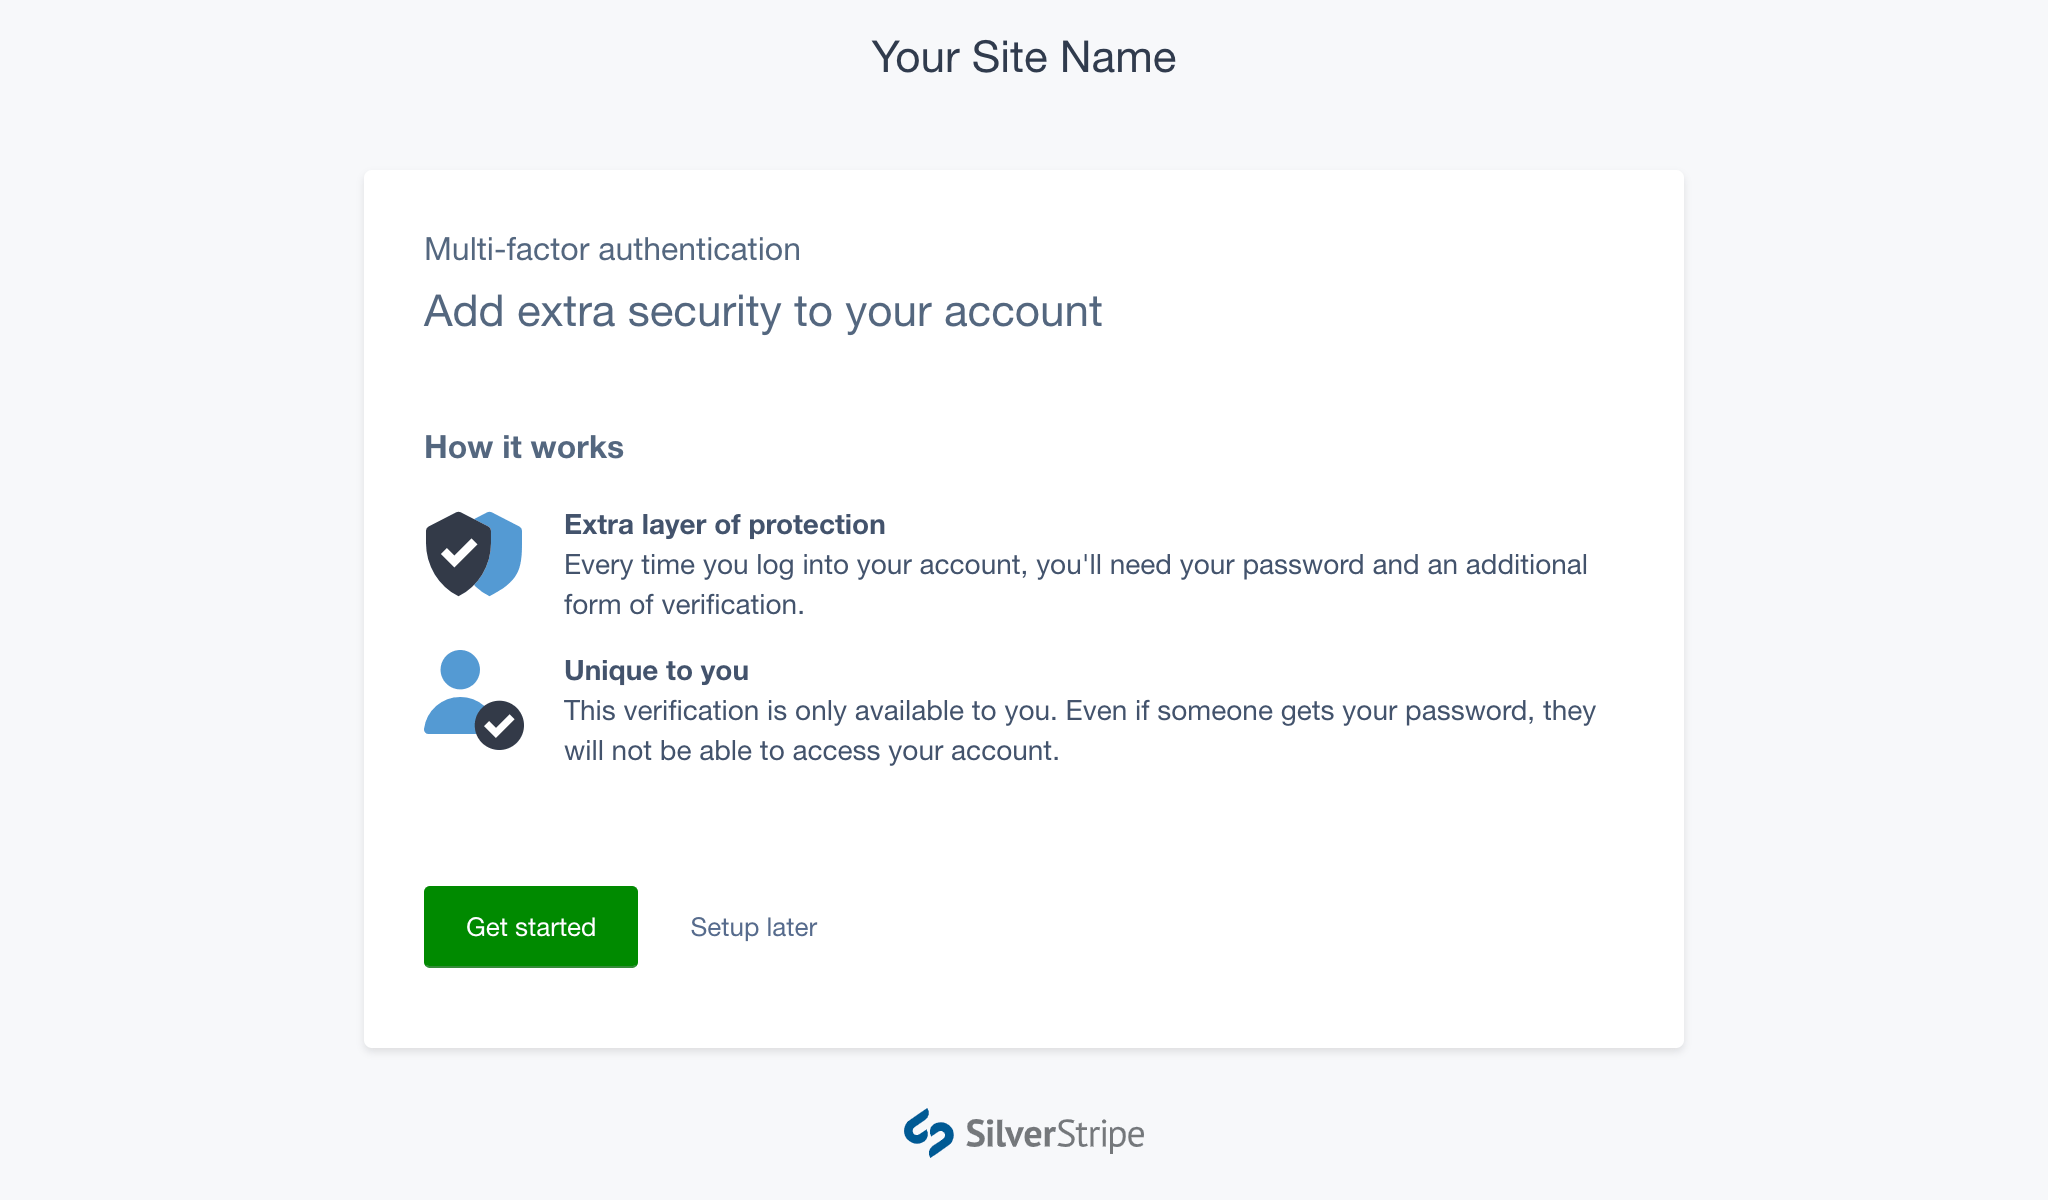 Your Site Name
Multi-factor authentication
Add extra security to your account
How it works
Extra layer of protection
Every time you log into your account, you'll need your password and an additional
form of verification.
Unique to you
This verification is only available to you. Even if someone gets your password, they
will not be able to access your account.
Get started
Setup later
SilverStripe